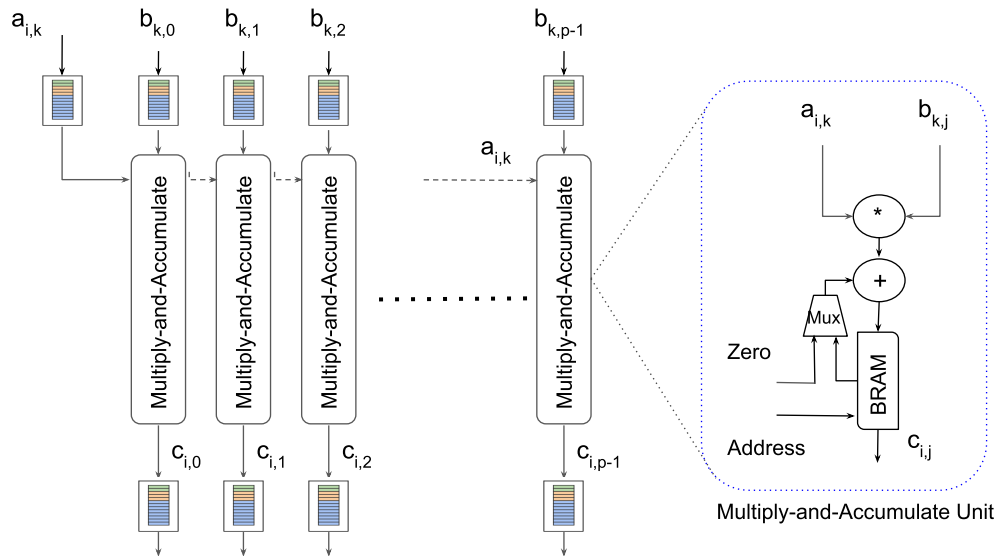 a_{i,k}
b_{k,0}
b_{k,1}
b_{k,2}
b_{k,p-1}
a_{i,k}
Multiply-and-Accumulate
Multiply-and-Accumulate
Multiply-and-Accumulate
Multiply-and-Accumulate
c_{i,0}
c_{i,1}
c_{i,2}
c_{i,p-1}
a_{i,k}
b_{k,j}
*
+
Mux
Zero
BRAM
Address
c_{i,j}
Multiply-and-Accumulate Unit